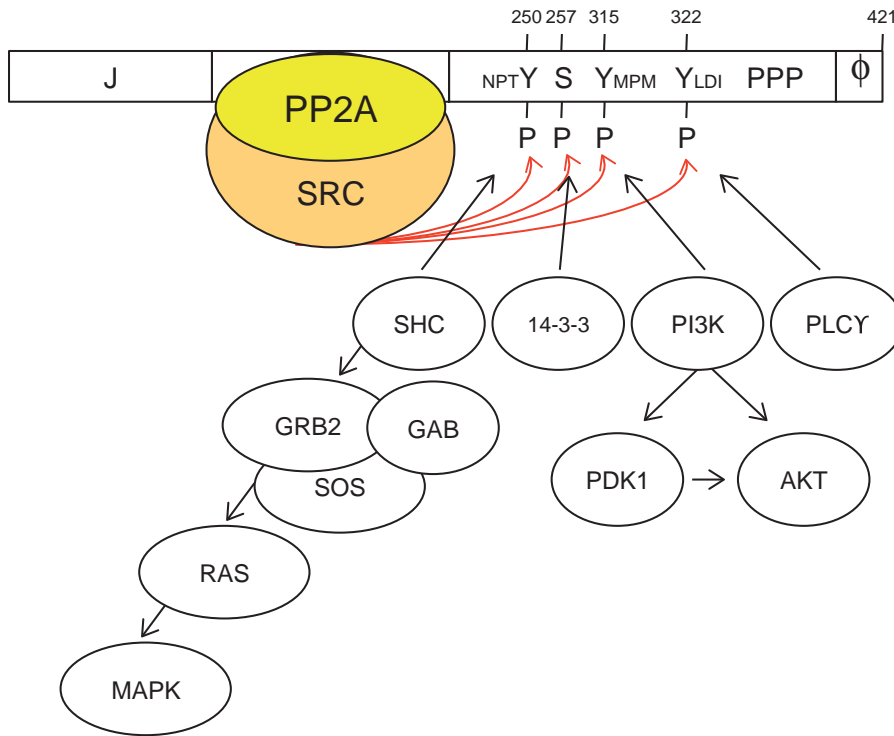 250 257 315 322 421
J NPTY S YMPM YLDI PPP ϕ
PP2A
P P P P
SRC
SHC 14-3-3 PI3K PLCϒ
GRB2 GAB
SOS PDK1 AKT
RAS
MAPK